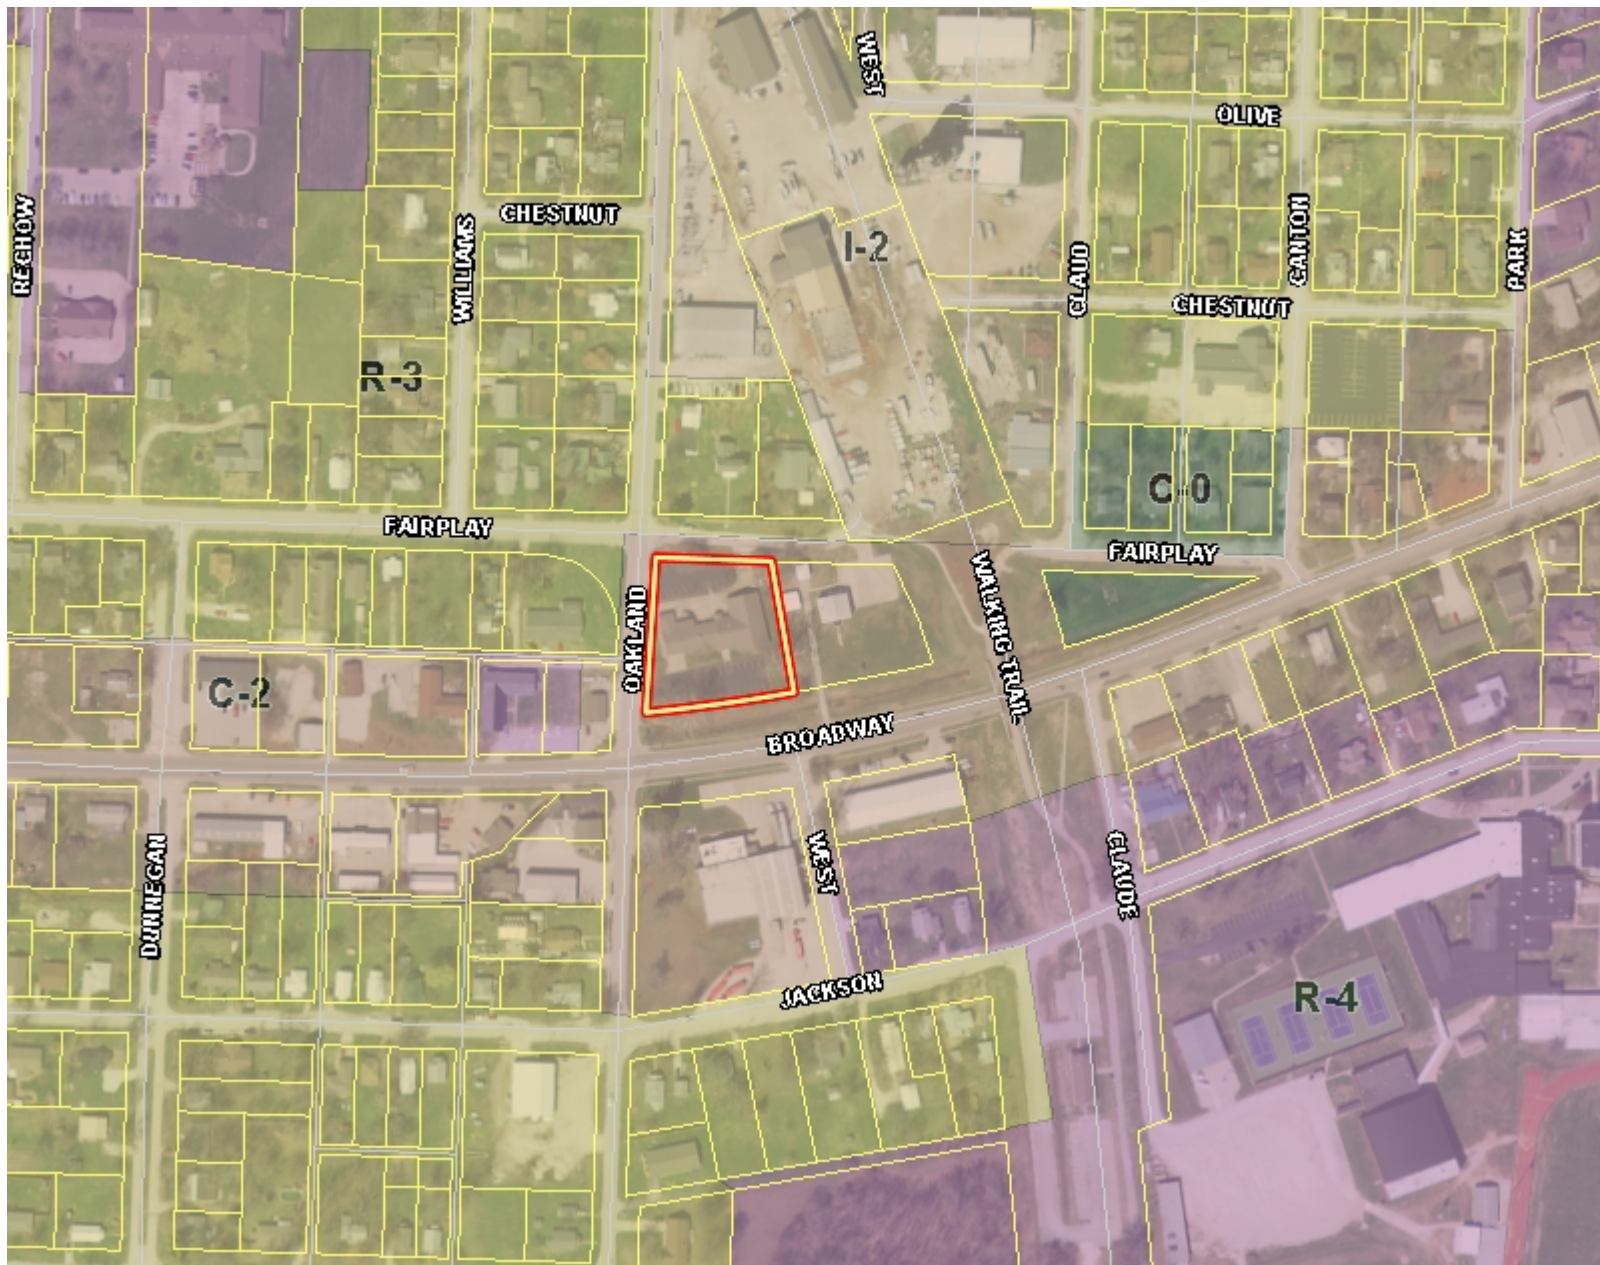 WEST
OLIVE
RECHOW
CHESTNUT
WILLIAMS
I-2
CLAUD
CANTON
PARK
CHESTNUT
R-3
C-0
FAIRPLAY
FAIRPLAY
WALKING TRAIL
OAKLAND
C-2
BROADWAY
DUNNEGAN
WEST
CLAUDE
JACKSON
R-4